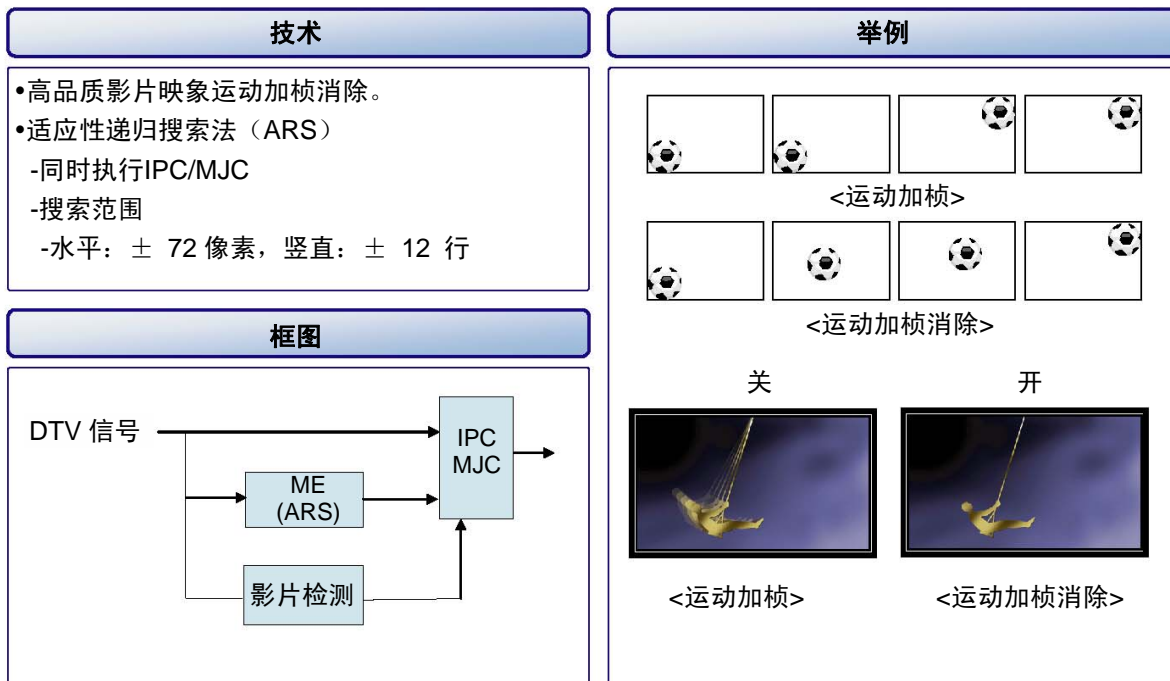 技术
•高品质影片映象运动加桢消除。
•适应性递归搜索法（ARS）
-同时执行IPC/MJC
-搜索范围
-水平：± 72 像素，竖直：± 12 行
框图
DTV 信号
IPC
MJC
ME
(ARS)
影片检测
举例
<运动加桢>
<运动加桢消除>
关
开
<运动加桢>
<运动加桢消除>